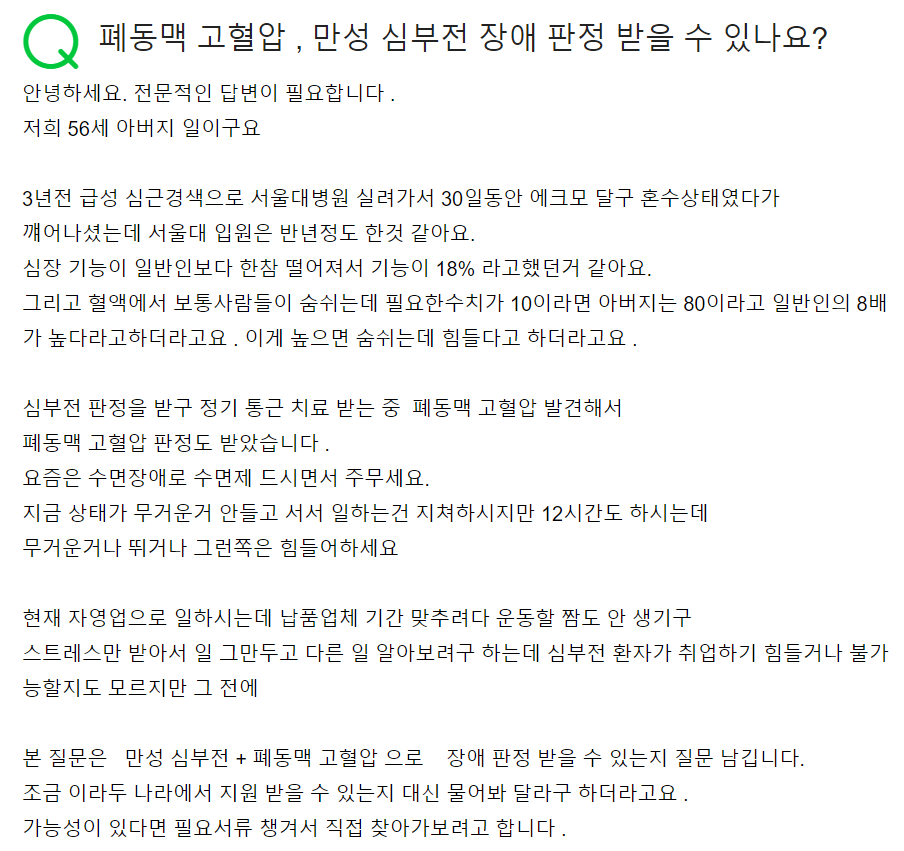 폐동맥 고혈압 , 만성 심부전 장애 판정 받을 수 있나요?
안녕하세요. 전문적인 답변이 필요합니다 .
저희 56세 아버지 일이구요
3년전 급성 심근경색으로 서울대병원 실려가서 30일동안 에크모 달구 혼수상태였다가
꺠어나셨는데 서울대 입원은 반년정도 한것 같아요.
심장 기능이 일반인보다 한참 떨어져서 기능이 18% 라고했던거 같아요.
그리고 혈액에서 보통사람들이 숨쉬는데 필요한수치가 10이라면 아버지는 80이라고 일반인의 8배
가 높다라고하더라고요 . 이게 높으면 숨쉬는데 힘들다고 하더라고요 .
심부전 판정을 받구 정기 통근 치료 받는 중 폐동맥 고혈압 발견해서
폐동맥 고혈압 판정도 받았습니다 .
요즘은 수면장애로 수면제 드시면서 주무세요.
지금 상태가 무거운거 안들고 서서 일하는건 지쳐하시지만 12시간도 하시는데
무거운거나 뛰거나 그런쪽은 힘들어하세요
현재 자영업으로 일하시는데 납품업체 기간 맞추려다 운동할 짬도 안 생기구
스트레스만 받아서 일 그만두고 다른 일 알아보려구 하는데 심부전 환자가 취업하기 힘들거나 불가
능할지도 모르지만 그 전에
본 질문은 만성 심부전 + 폐동맥 고혈압 으로 장애 판정 받을 수 있는지 질문 남깁니다.
조금 이라두 나라에서 지원 받을 수 있는지 대신 물어봐 달라구 하더라고요 .
가능성이 있다면 필요서류 챙겨서 직접 찾아가보려고 합니다 .